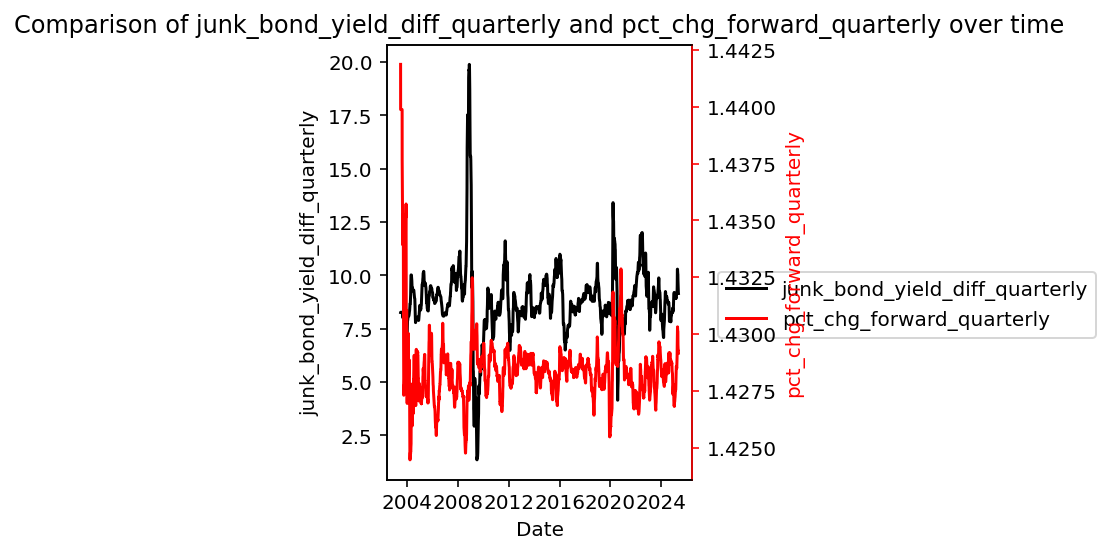 Comparison of junk_bond_yield_diff_quarterly and pct_chg_forward_quarterly over time
20.0
17.5
15.0
12.5
10.0
7.5
5.0
2.5
junk_bond_yield_diff_quarterly
1.4425
1.4400
1.4375
1.4350
1.4325
1.4300
1.4275
1.4250
pct_chg_forward_quarterly
junk_bond_yield_diff_quarterly
pct_chg_forward_quarterly
2004 2008 2012 2016 2020 2024
Date